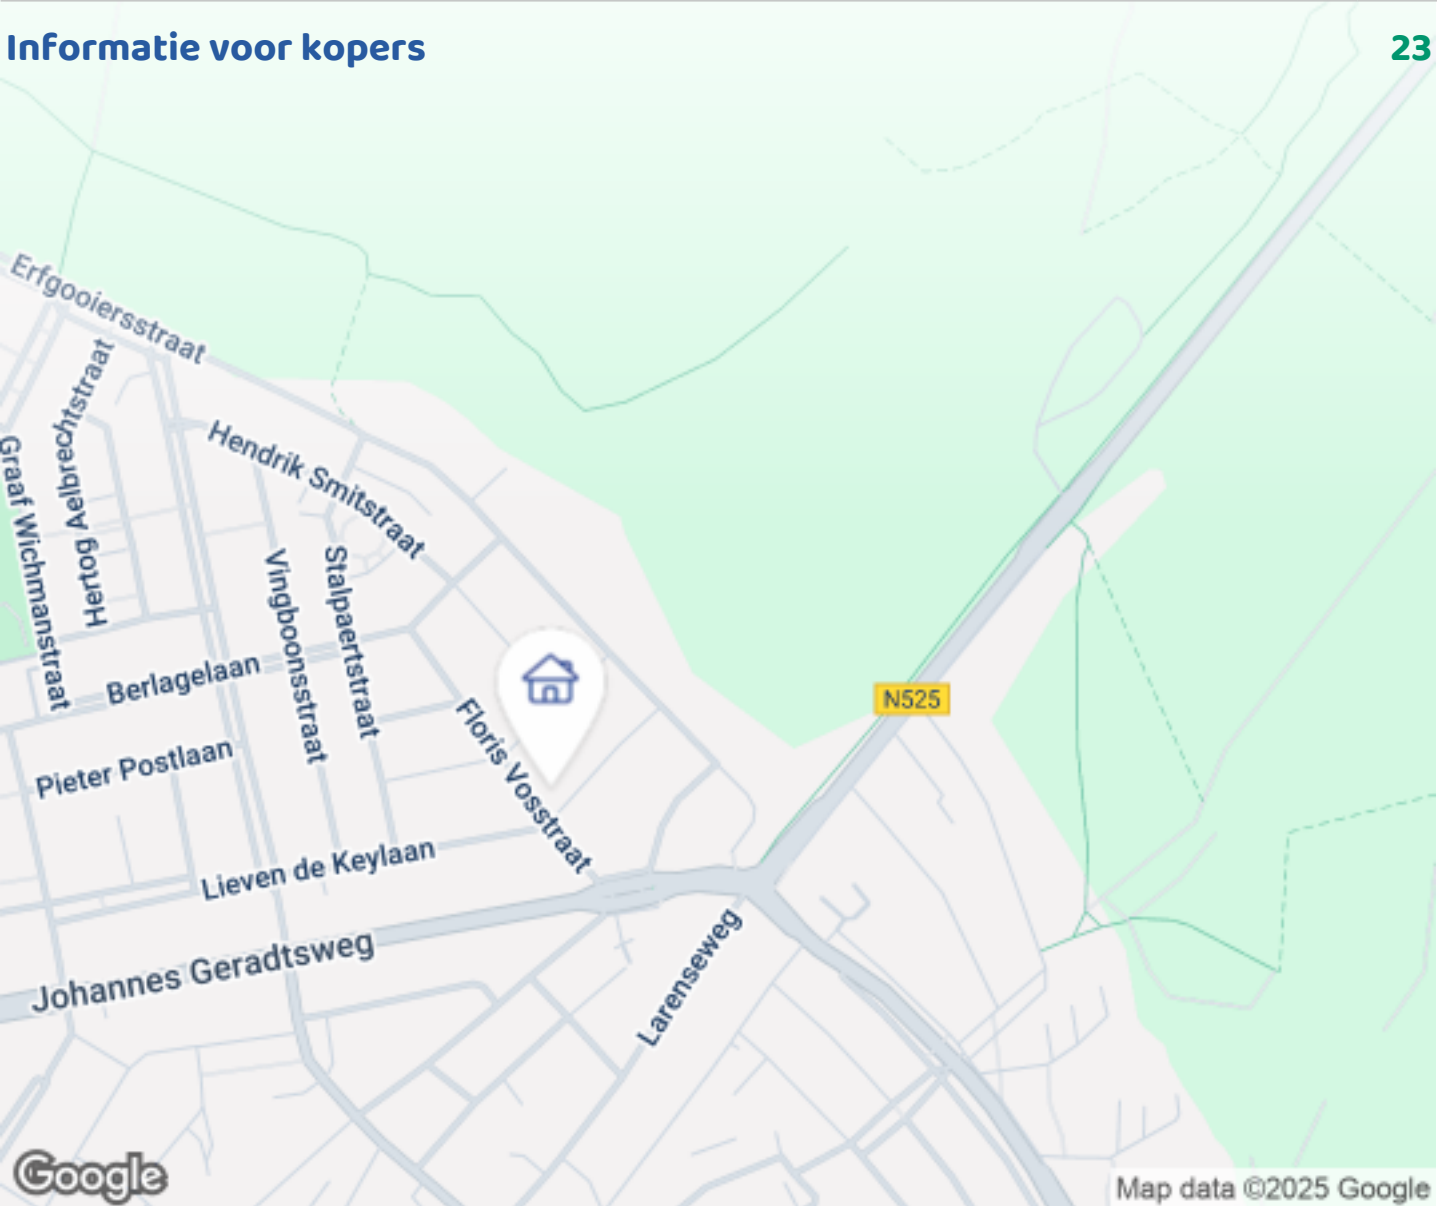 Informatie voor kopers
23
Erfgooiersstraat
Hertog Aelbrechtstraat
Graaf Wichmanstraat
Hendrik Smitstraat
Stalpaertstraat
Vingboonsstraat
Berlagelaan
Pieter Postlaan
Floris Vosstraat
N525
Lieven de Keylaan
Johannes Geradtsweg
Larenseweg
Google
Map data ©2025 Google